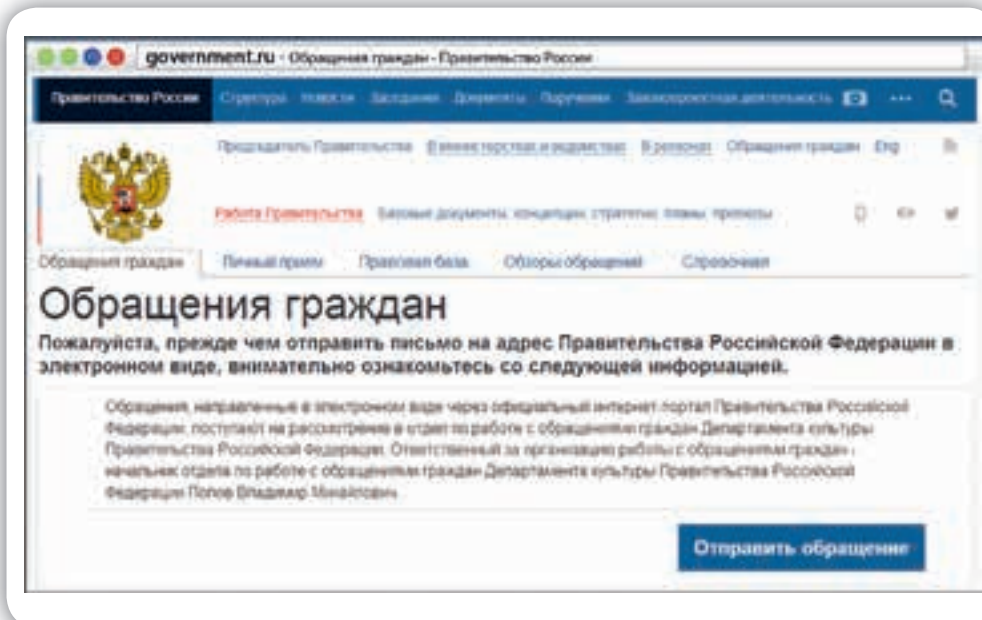 government.ru - Обращения граждан - Правительство России
Правительство России Структура Новости Заседания Документы Поручения Законопроектная деятельность
Председатель Правительства В министерствах и ведомствах В регионах Обращения граждан Eng
Работа Правительства Базовые документы, концепции, стратегии, планы, прогнозы
Обращения граждан Личный приём Правовая база Обзоры обращений Справочная
Обращения граждан
Пожалуйста, прежде чем отправить письмо на адрес Правительства Российской Федерации в
электронном виде, внимательно ознакомьтесь со следующей информацией.
Обращения, направленные в электронном виде через официальный интернет портал Правительства Российской
Федерации, поступают на рассмотрение в отдел по работе с обращениями граждан Департамента культуры
Правительства Российской Федерации. Ответственный за организацию работы с обращениями граждан -
начальник отдела по работе с обращениями граждан Департамента культуры Правительства Российской
Федерации Попов Владимир Михайлович.
Отправить обращение